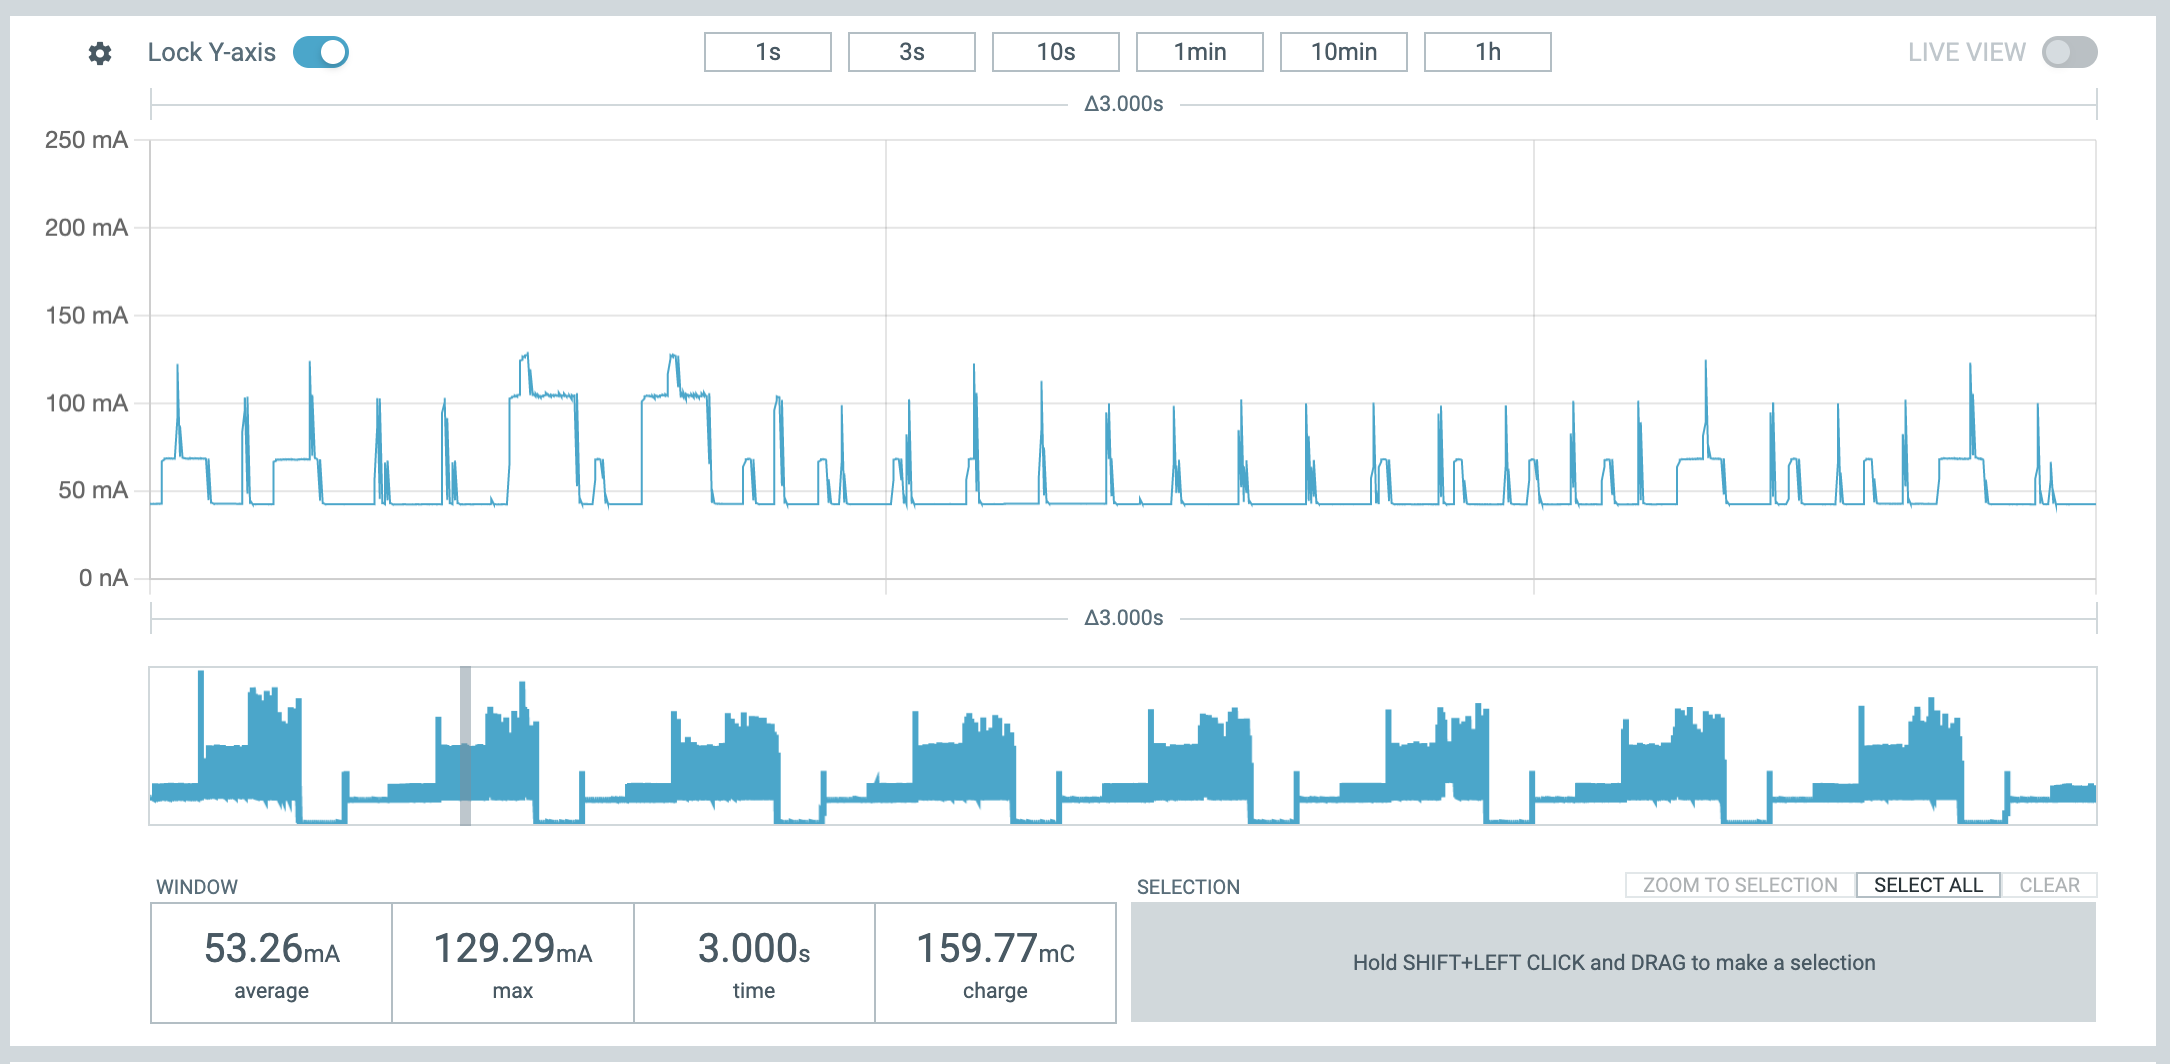 Lock Y-axis
1s 3s 10s 1min 10min 1h
LIVE VIEW
Δ3.000s
250 mA
200 mA
150 mA
100 mA
50 mA
0 nA
Δ3.000s
WINDOW
53.26mA
average
129.29mA
max
3.000s
time
159.77mC
charge
SELECTION
ZOOM TO SELECTION
SELECT ALL
CLEAR
Hold SHIFT+LEFT CLICK and DRAG to make a selection